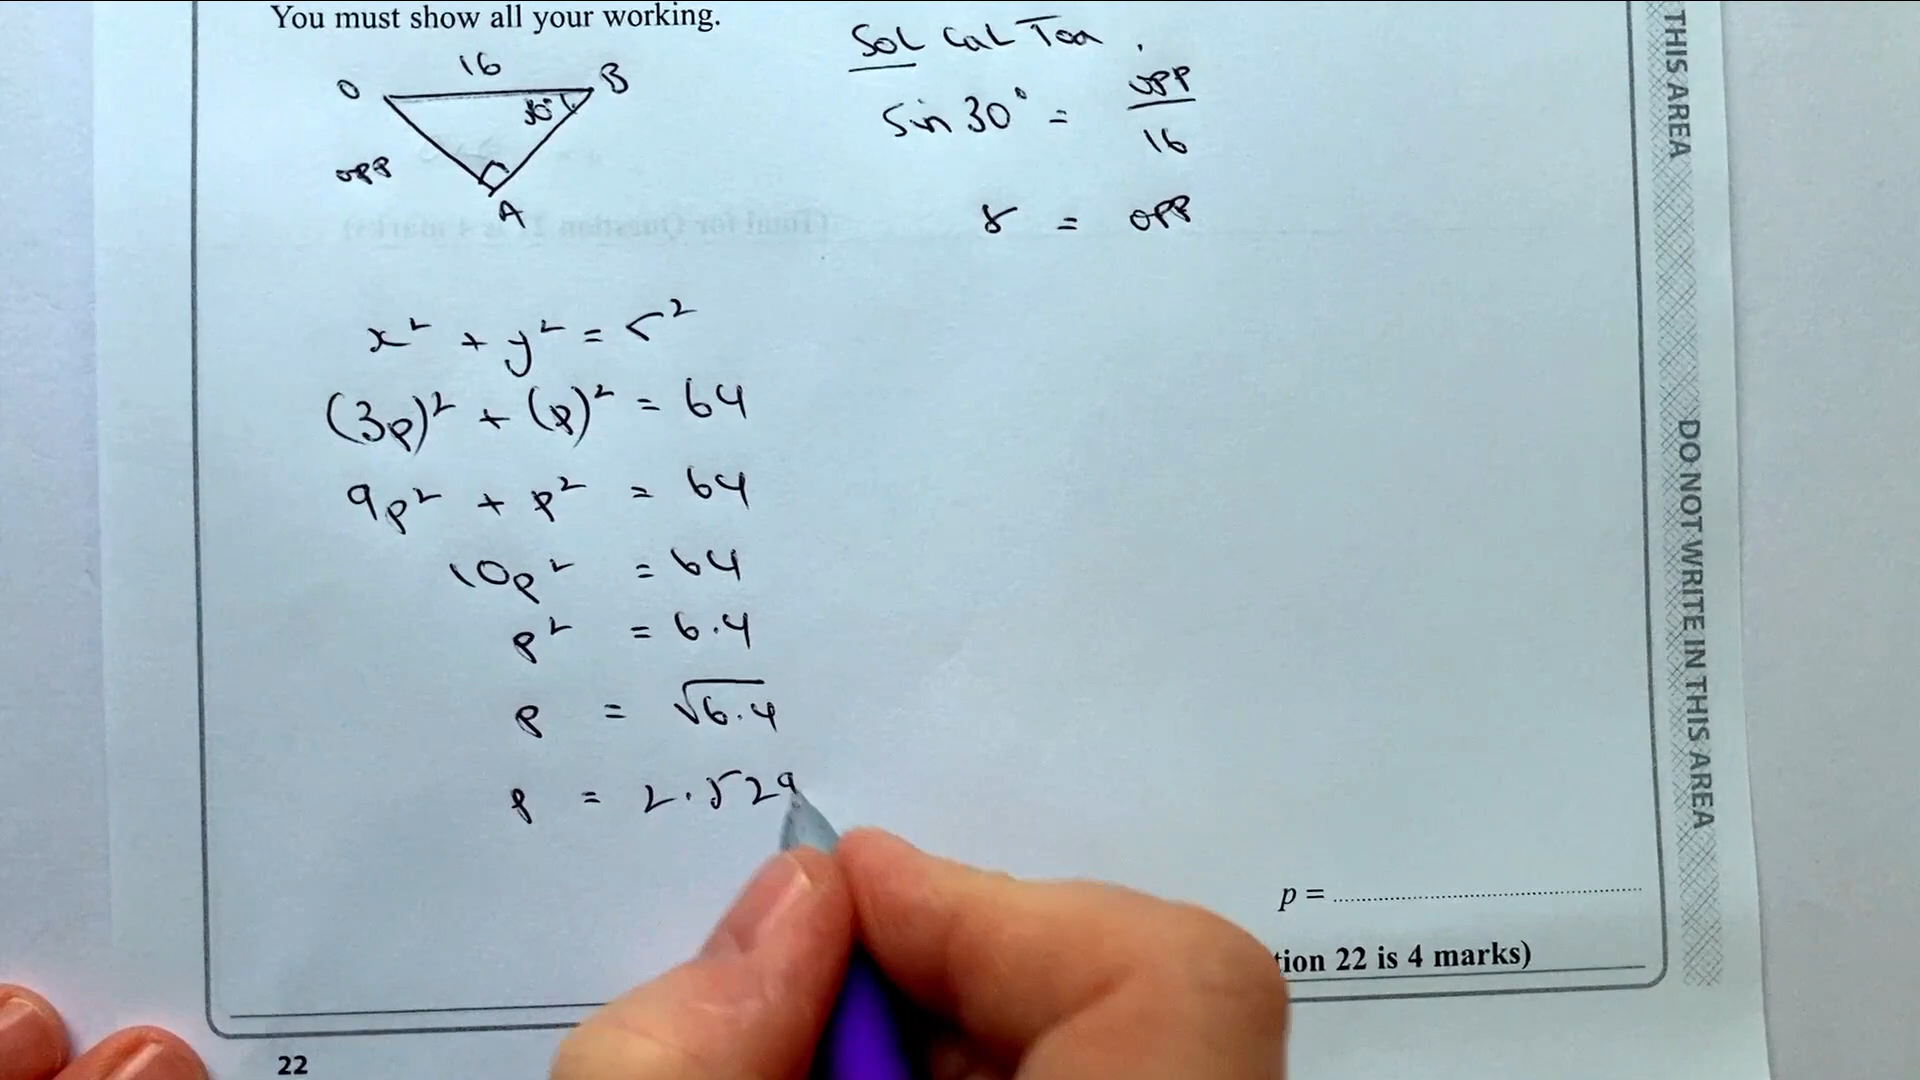 You must show all your working.
16
O
B
30°
opp
A
SOL CaL Toa
sin 30° = opp / 16
8 = opp
x² + y² = r²
(3p)² + (p)² = 64
9p² + p² = 64
10p² = 64
p² = 6.4
p = √6.4
p = 2.529
p =
tion 22 is 4 marks)
22
THIS AREA
DO NOT WRITE IN THIS AREA